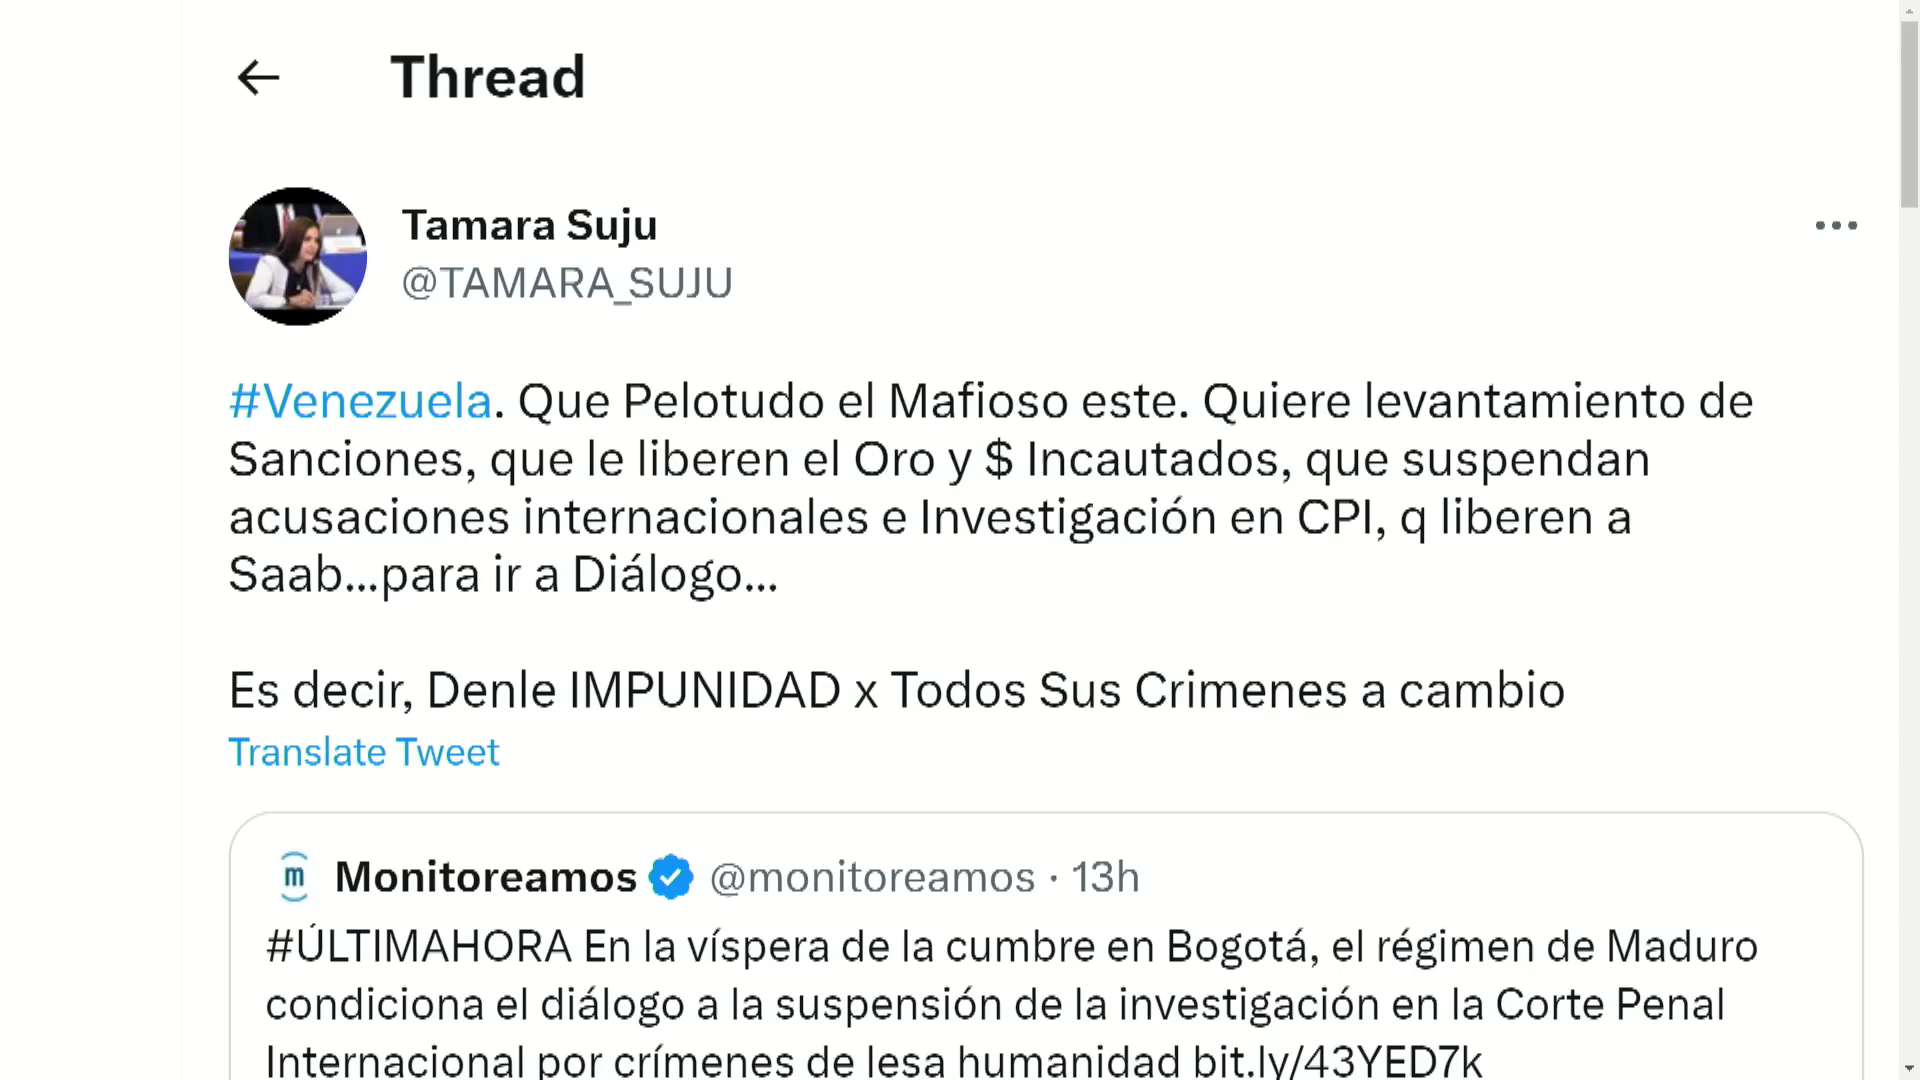 Thread
Tamara Suju
@TAMARA_SUJU
#Venezuela. Que Pelotudo el Mafioso este. Quiere levantamiento de
Sanciones, que le liberen el Oro y $ Incautados, que suspendan
acusaciones internacionales e Investigación en CPI, q liberen a
Saab...para ir a Diálogo...
Es decir, Denle IMPUNIDAD x Todos Sus Crimenes a cambio
Translate Tweet
m Monitoreamos @monitoreamos · 13h
#ÚLTIMAHORA En la víspera de la cumbre en Bogotá, el régimen de Maduro
condiciona el diálogo a la suspensión de la investigación en la Corte Penal
Internacional por crímenes de lesa humanidad bit.ly/43YED7k